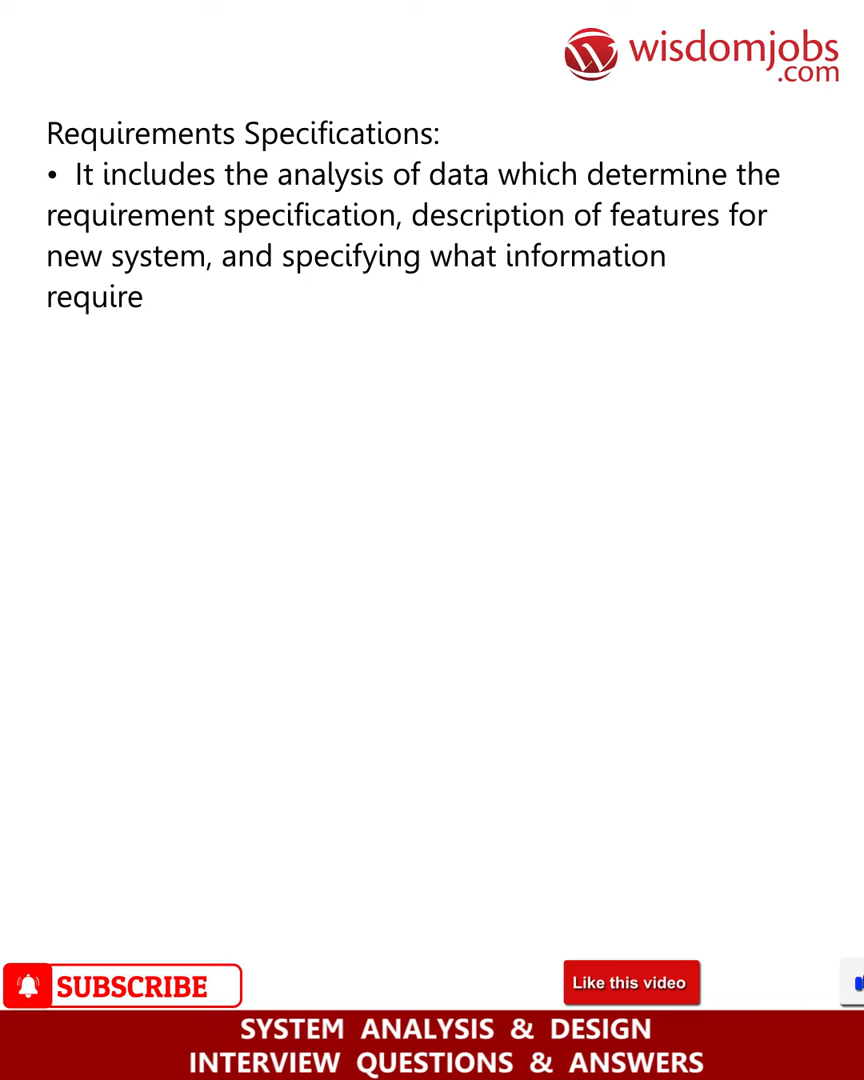 wisdomjobs
.com
Requirements Specifications:
• It includes the analysis of data which determine the
requirement specification, description of features for
new system, and specifying what information
require
SUBSCRIBE
Like this video
SYSTEM ANALYSIS & DESIGN
INTERVIEW QUESTIONS & ANSWERS